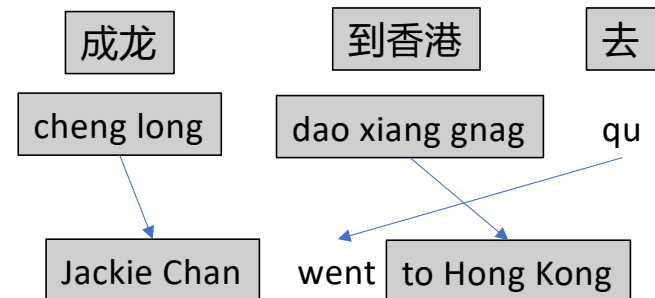 成龙 到香港 去
cheng long dao xiang gnag qu
Jackie Chan went to Hong Kong